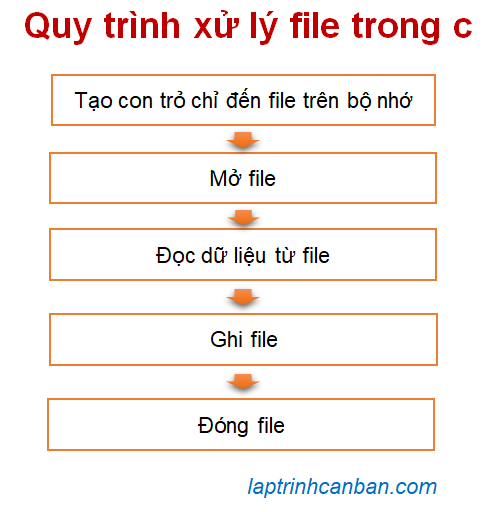 Quy trình xử lý file trong c
Tạo con trỏ chỉ đến file trên bộ nhớ
Mở file
Đọc dữ liệu từ file
Ghi file
Đóng file
laptrinhcanban.com